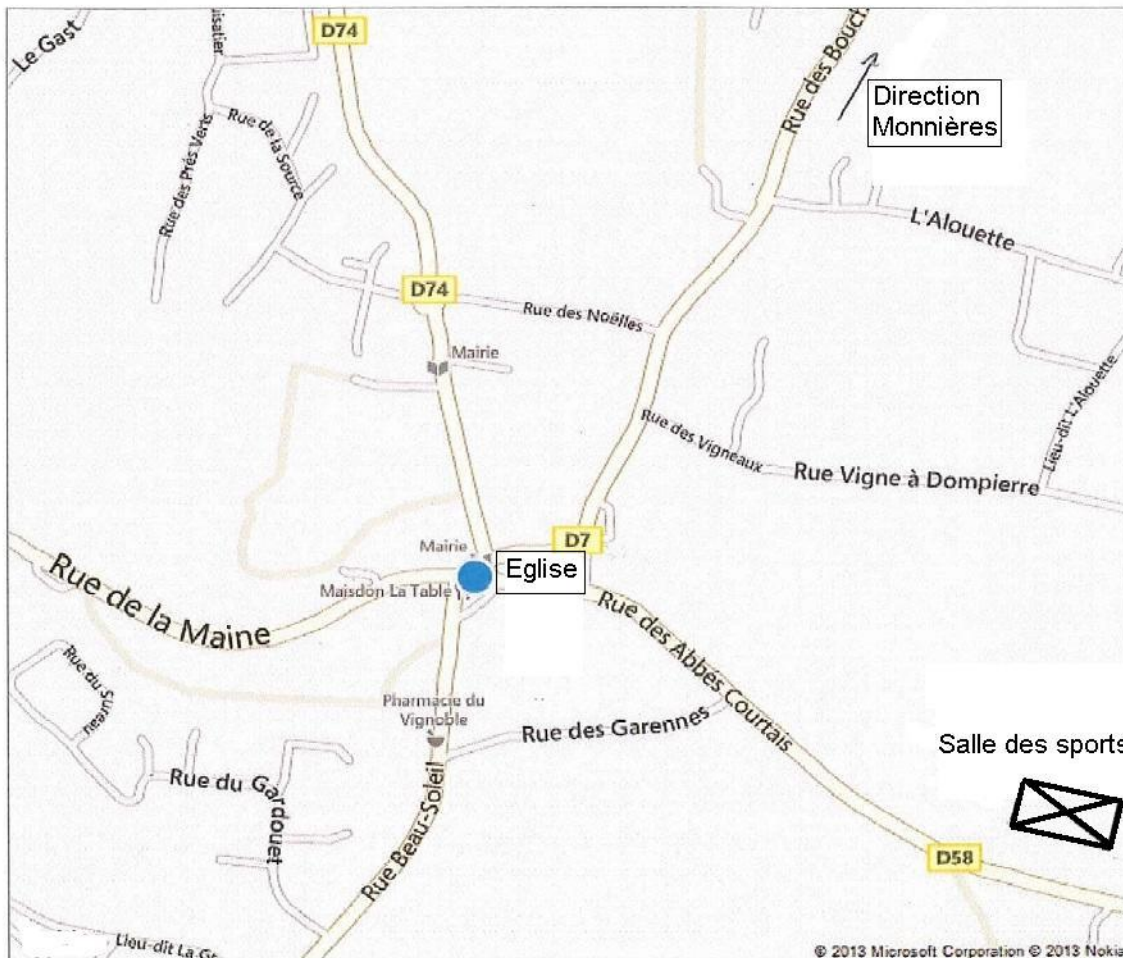 Le Gast
D74
Rue des Bouch
Direction
Monnières
Rue de la Source
Rue des Prés Verts
L'Alouette
D74
Rue des Noëlles
Mairie
Lieu-dit L'Alouette
Rue des Vigneaux
Rue Vigne à Dompierre
D7
Mairie
Eglise
Maisdon La Table
Rue de la Maine
Rue des Abbés Courtais
Rue du Sureau
Pharmacie du
Vignoble
Rue des Garennes
Salle des sports
Rue du Gardouet
Rue Beau-Soleil
D58
Lieu-dit La
© 2013 Microsoft Corporation © 2013 Nokia